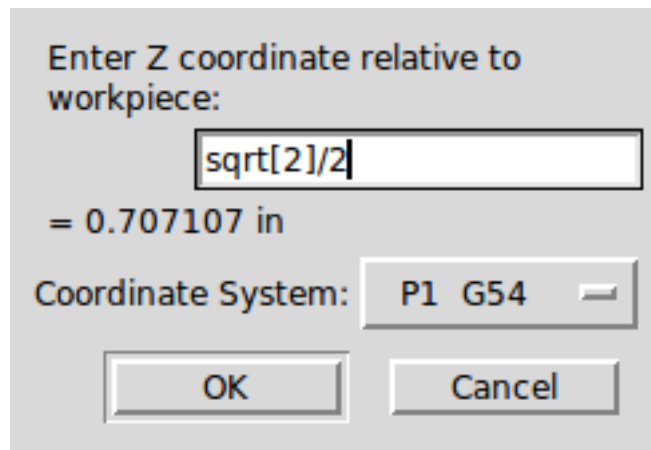 Enter Z coordinate relative to
workpiece:
sqrt[2]/2
= 0.707107 in
Coordinate System: P1 G54
OK Cancel